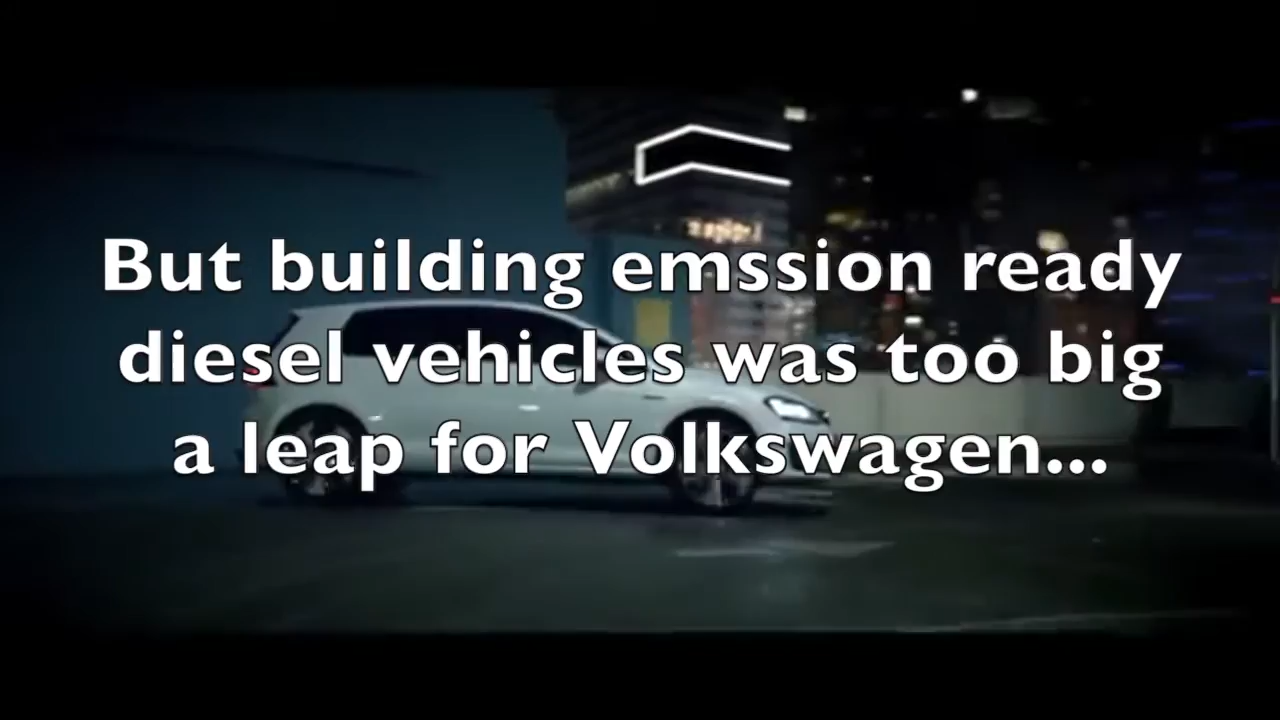 But building emssion ready
diesel vehicles was too big
a leap for Volkswagen...